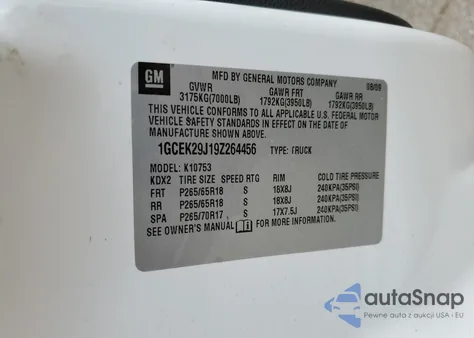 GM
MFD BY GENERAL MOTORS COMPANY
08/09
GVWR GAWR FRT GAWR RR
3175KG(7000LB) 1792KG(3950LB) 1792KG(3950LB)
THIS VEHICLE CONFORMS TO ALL APPLICABLE U.S. FEDERAL MOTOR
VEHICLE SAFETY STANDARDS IN EFFECT ON THE DATE OF
MANUFACTURE SHOWN ABOVE.
1GCEK29J19Z264456 TYPE: TRUCK
MODEL: K10753
KDX2 TIRE SIZE SPEED RTG RIM COLD TIRE PRESSURE
FRT P265/65R18 S 18X8J 240KPA(35PSI)
RR P265/65R18 S 18X8J 240KPA(35PSI)
SPA P265/70R17 S 17X7.5J 240KPA(35PSI)
SEE OWNER'S MANUAL FOR MORE INFORMATION
autoSnap
Pewne auta z USA i EU